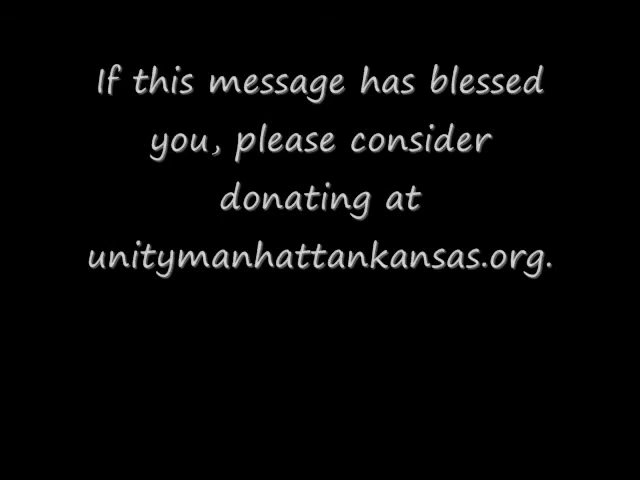 If this message has blessed
you, please consider
donating at
unitymanhattankansas.org.